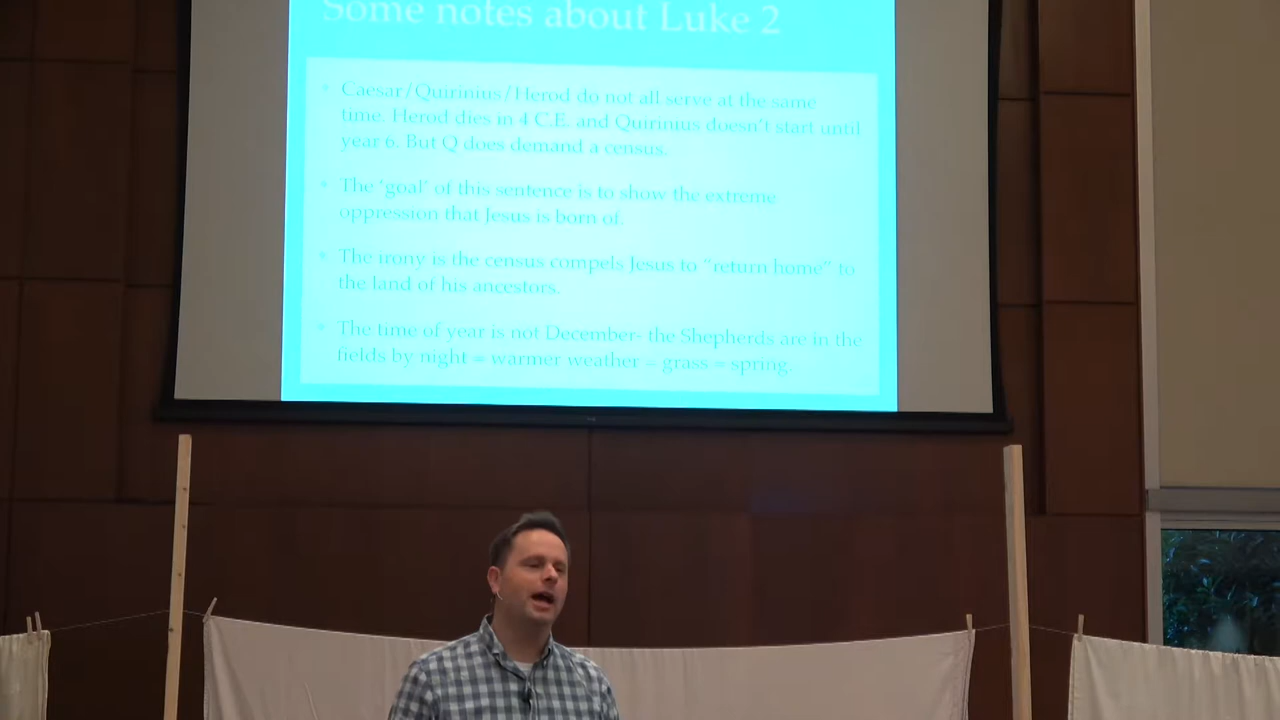 Some notes about Luke 2
Caesar/Quirinius/Herod do not all serve at the same
time. Herod dies in 4 C.E. and Quirinius doesn't start until
year 6. But Q does demand a census.
The 'goal' of this sentence is to show the extreme
oppression that Jesus is born of.
The irony is the census compels Jesus to "return home" to
the land of his ancestors.
The time of year is not December- the Shepherds are in the
fields by night = warmer weather = grass = spring.